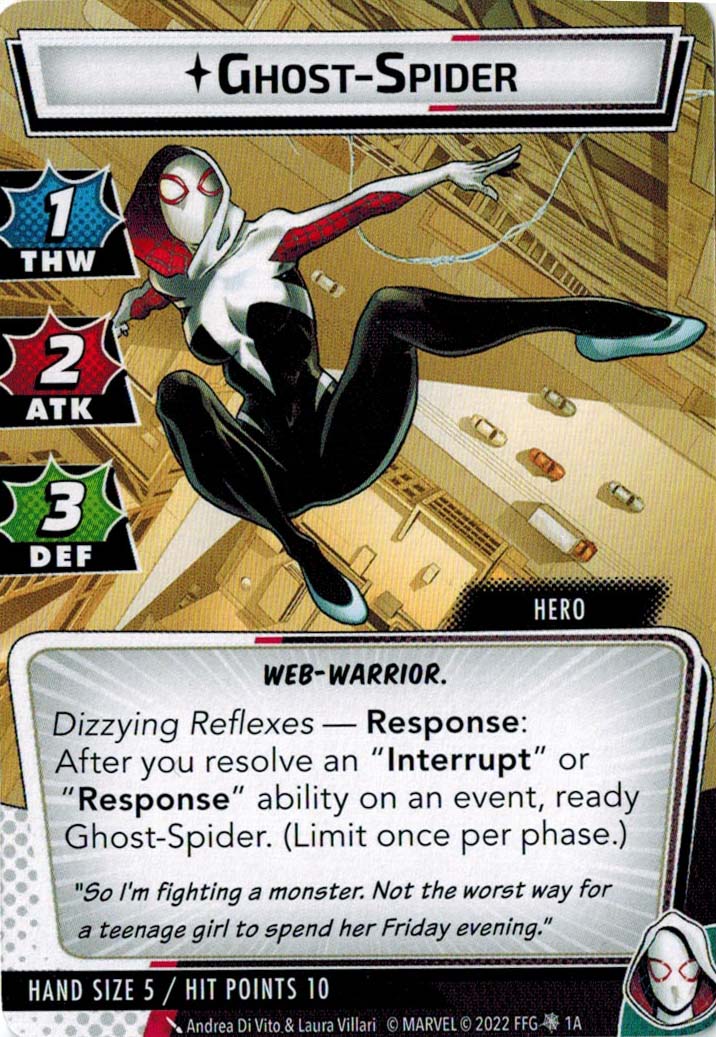 ✦GHOST-SPIDER
1
THW
2
ATK
3
DEF
HERO
WEB-WARRIOR.
Dizzying Reflexes — Response:
After you resolve an “Interrupt” or
“Response” ability on an event, ready
Ghost-Spider. (Limit once per phase.)
"So I'm fighting a monster. Not the worst way for
a teenage girl to spend her Friday evening."
HAND SIZE 5 / HIT POINTS 10
Andrea Di Vito & Laura Villari © MARVEL © 2022 FFG 1A